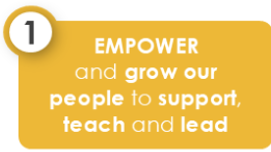 1
EMPOWER
and grow our
people to support,
teach and lead